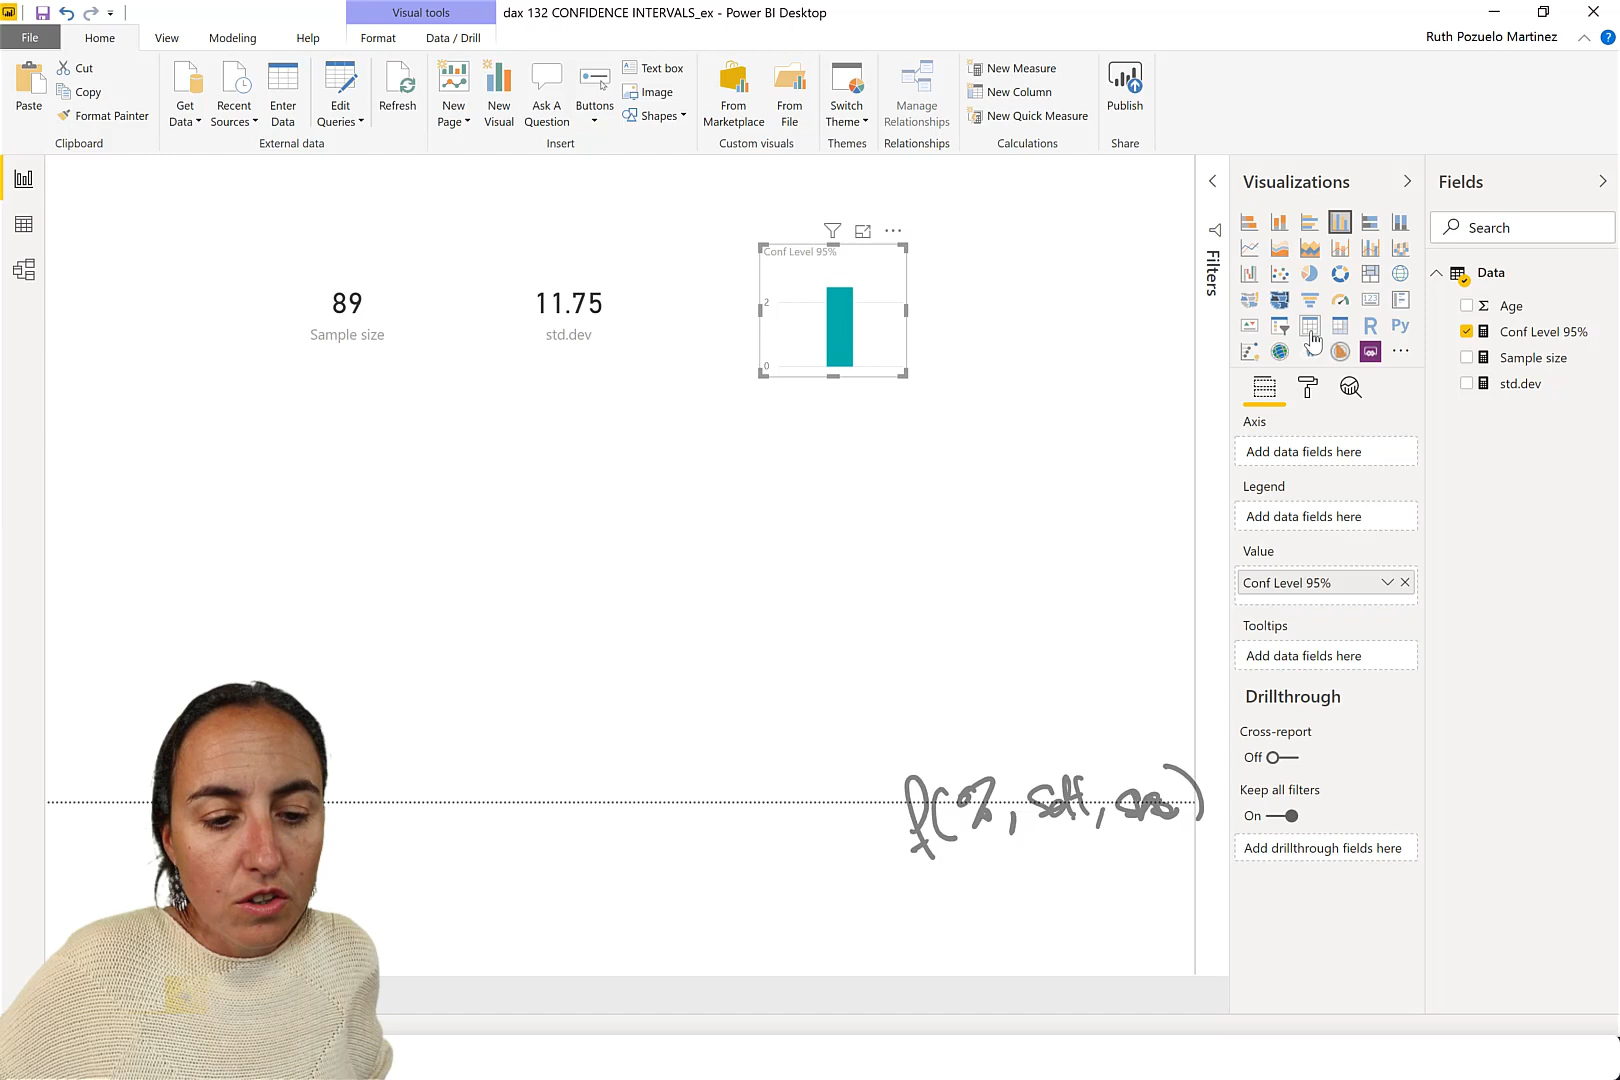 dax 132 CONFIDENCE INTERVALS_ex - Power BI Desktop
Visual tools
Ruth Pozuelo Martinez
File
Home
View
Modeling
Help
Format
Data / Drill
Paste
Cut
Copy
Format Painter
Clipboard
Get Data
Recent Sources
Enter Data
Edit Queries
Refresh
External data
New Page
New Visual
Ask A Question
Buttons
Text box
Image
Shapes
Insert
From Marketplace
From File
Custom visuals
Switch Theme
Themes
Manage Relationships
Relationships
New Measure
New Column
New Quick Measure
Calculations
Publish
Share
89
Sample size
11.75
std.dev
Conf Level 95%
2
0
Filters
Visualizations
123
R
Py
Axis
Add data fields here
Legend
Add data fields here
Value
Conf Level 95%
Tooltips
Add data fields here
Drillthrough
Cross-report
Off
Keep all filters
On
Add drillthrough fields here
Fields
Search
Data
Σ Age
Conf Level 95%
Sample size
std.dev
f(%,